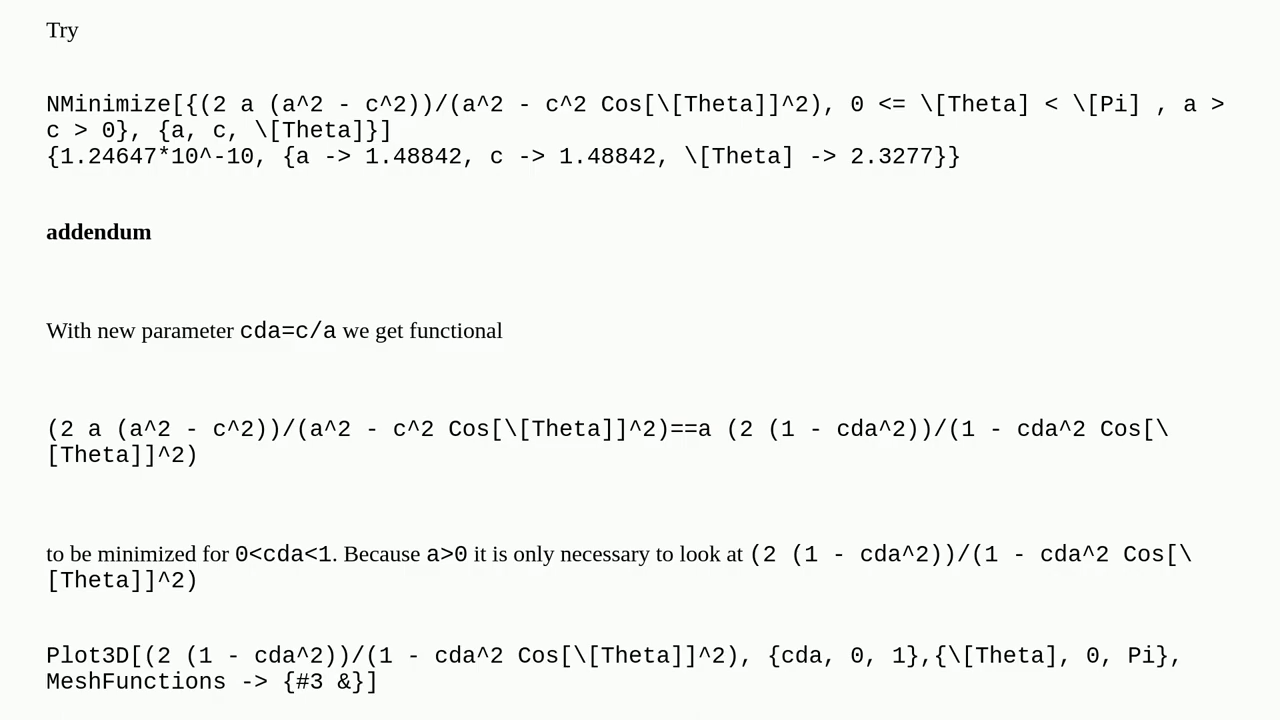 Try
NMinimize[{(2 a (a^2 - c^2))/(a^2 - c^2 Cos[\[Theta]]^2), 0 <= \[Theta] < \[Pi] , a >
c > 0}, {a, c, \[Theta]}]
{1.24647*10^-10, {a -> 1.48842, c -> 1.48842, \[Theta] -> 2.3277}}
addendum
With new parameter cda=c/a we get functional
(2 a (a^2 - c^2))/(a^2 - c^2 Cos[\[Theta]]^2)==a (2 (1 - cda^2))/(1 - cda^2 Cos[\
[Theta]]^2)
to be minimized for 0<cda<1. Because a>0 it is only necessary to look at (2 (1 - cda^2))/(1 - cda^2 Cos[\
[Theta]]^2)
Plot3D[(2 (1 - cda^2))/(1 - cda^2 Cos[\[Theta]]^2), {cda, 0, 1},{\[Theta], 0, Pi},
MeshFunctions -> {#3 &}]